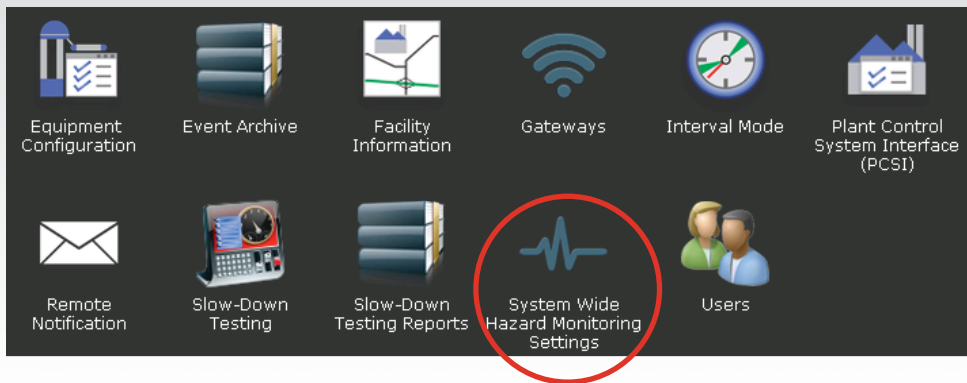 Equipment
Configuration
Event Archive
Facility
Information
Gateways
Interval Mode
Plant Control
System Interface
(PCSI)
Remote
Notification
Slow-Down
Testing
Slow-Down
Testing Reports
System Wide
Hazard Monitoring
Settings
Users